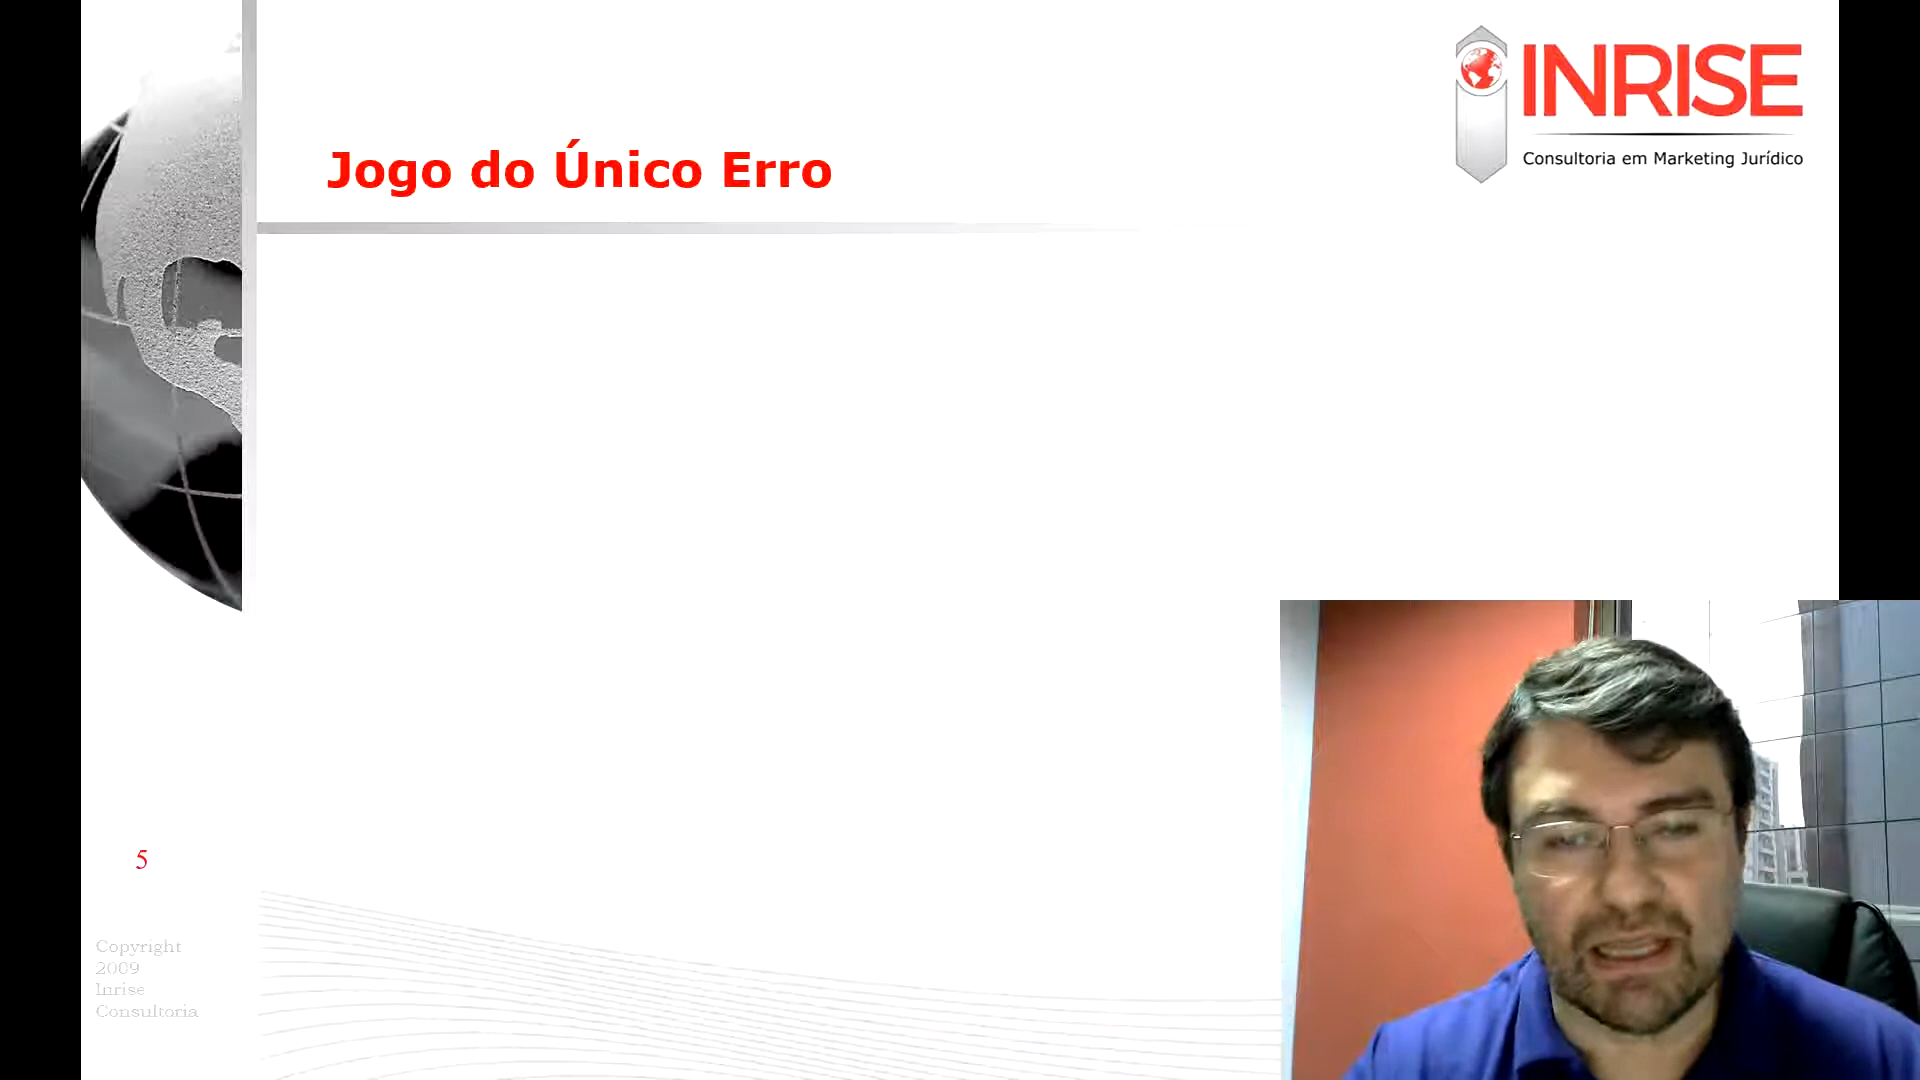 INRISE
Consultoria em Marketing Jurídico
Jogo do Único Erro
5
Copyright
2009
Inrise
Consultoria